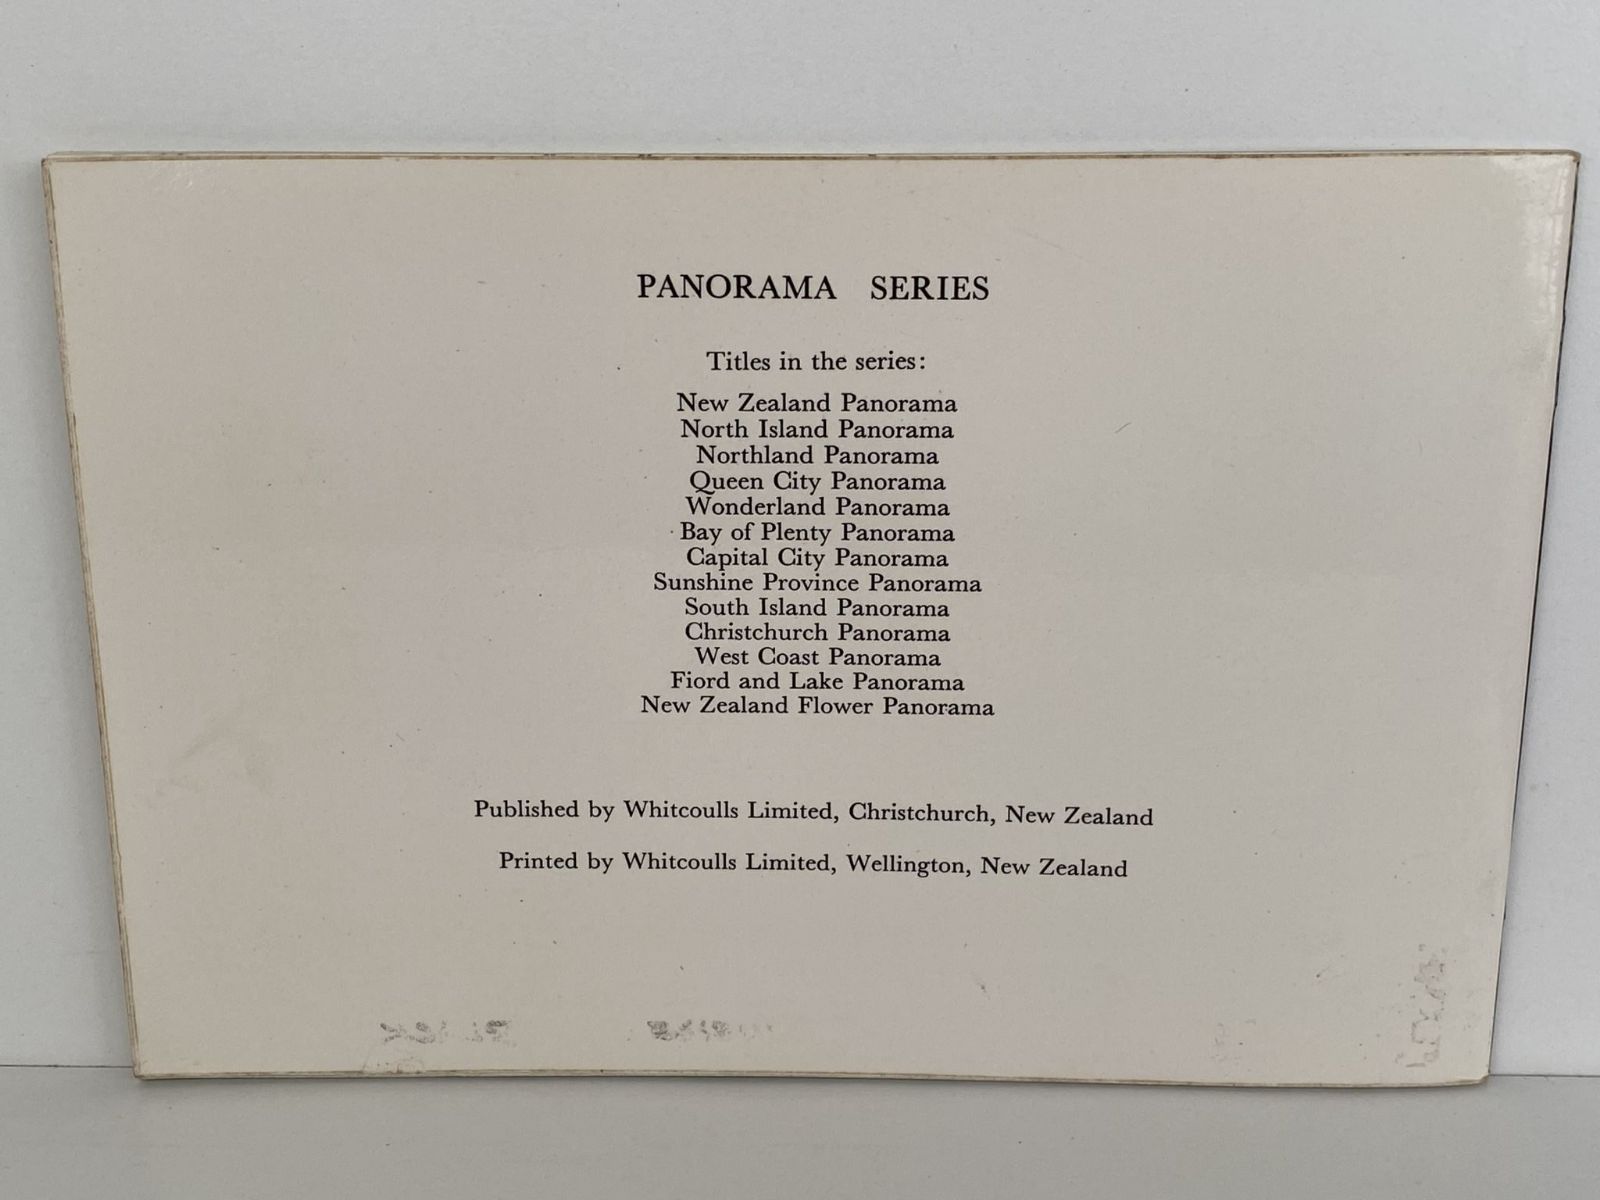 PANORAMA SERIES
Titles in the series:
New Zealand Panorama
North Island Panorama
Northland Panorama
Queen City Panorama
Wonderland Panorama
Bay of Plenty Panorama
Capital City Panorama
Sunshine Province Panorama
South Island Panorama
Christchurch Panorama
West Coast Panorama
Fiord and Lake Panorama
New Zealand Flower Panorama
Published by Whitcoulls Limited, Christchurch, New Zealand
Printed by Whitcoulls Limited, Wellington, New Zealand